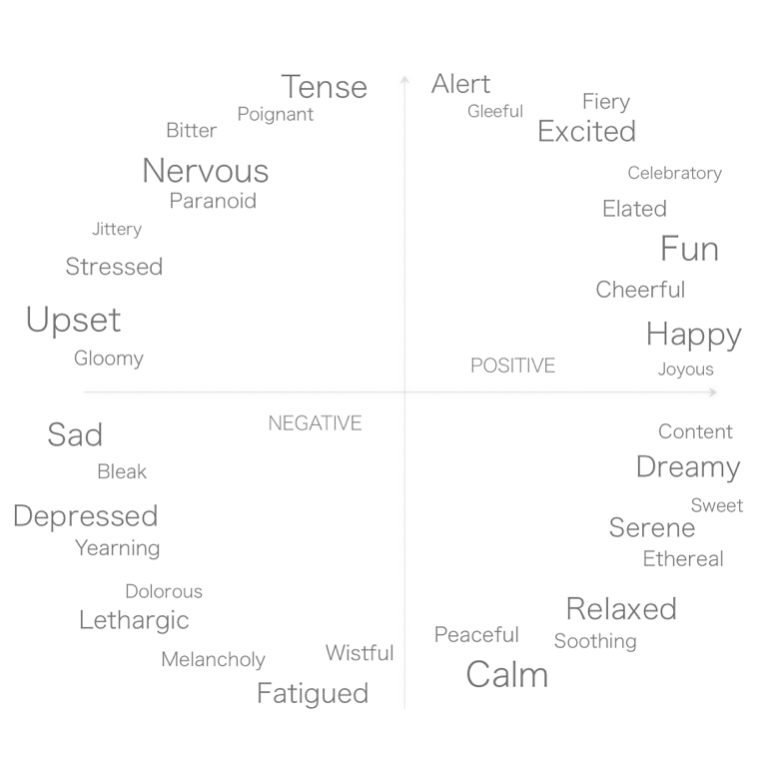 Tense
Alert
Poignant
Gleeful
Fiery
Bitter
Excited
Nervous
Celebratory
Paranoid
Elated
Jittery
Fun
Stressed
Cheerful
Upset
Happy
Gloomy
POSITIVE
Joyous
NEGATIVE
Sad
Content
Bleak
Dreamy
Sweet
Depressed
Serene
Yearning
Ethereal
Dolorous
Relaxed
Lethargic
Peaceful
Soothing
Wistful
Melancholy
Calm
Fatigued